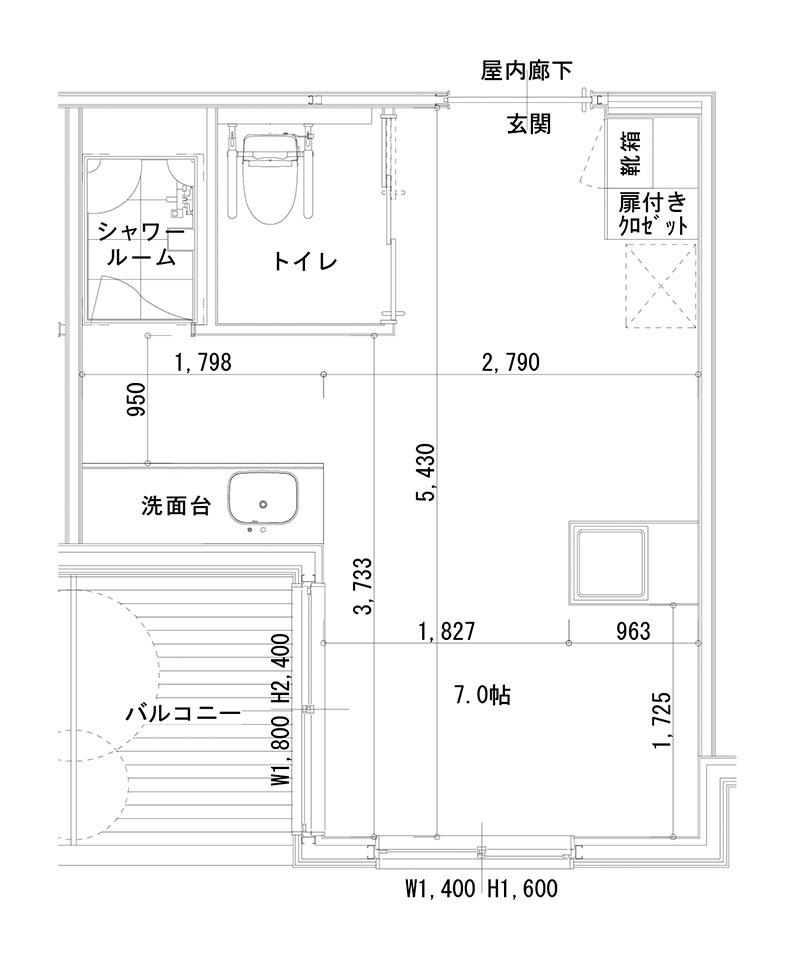 屋内廊下
玄関
靴箱
扉付き
ｸﾛｾﾞｯﾄ
シャワー
ルーム
トイレ
1,798
2,790
950
5,430
洗面台
3,733
1,827
963
W1,800 H2,400
バルコニー
7.0帖
1,725
W1,400 H1,600